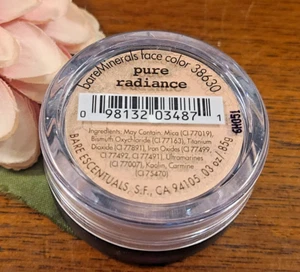 bareMinerals face color 38630
pure
radiance
0 98132 03487 1
Ingredients, May Contain: Mica (CI 77019),
Bismuth Oxychloride (CI 77163), Titanium
Dioxide (CI 77891), Iron Oxides (CI 77499,
CI 77492, CI 77491), Ultramarines
(CI 77007), Kaolin, Carmine
(CI 75470)
BARE ESCENTUALS, S.F., CA 94105 .03 oz/.85g